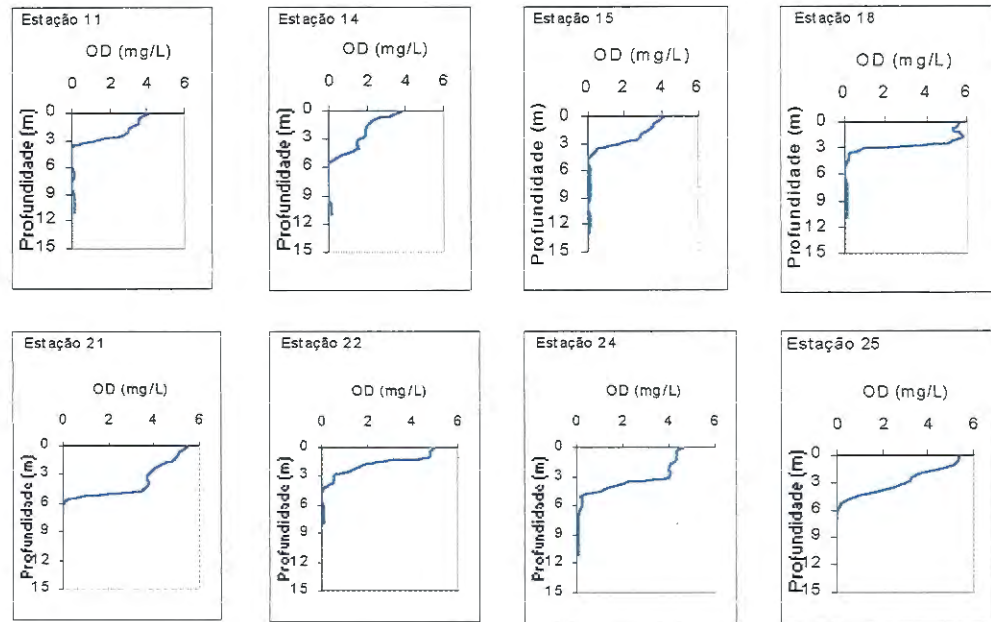 Estação 11
OD (mg/L)
0 2 4 6
Profundidade (m)
0
3
6
9
12
15
Estação 14
OD (mg/L)
0 2 4 6
Profundidade (m)
0
3
6
9
12
15
Estação 15
OD (mg/L)
0 2 4 6
Profundidade (m)
0
3
6
9
12
15
Estação 18
OD (mg/L)
0 2 4 6
Profundidade (m)
0
3
6
9
12
15
Estação 21
OD (mg/L)
0 2 4 6
Profundidade (m)
0
3
6
9
12
15
Estação 22
OD (mg/L)
0 2 4 6
Profundidade (m)
0
3
6
9
12
15
Estação 24
OD (mg/L)
0 2 4 6
Profundidade (m)
0
3
6
9
12
15
Estação 25
OD (mg/L)
0 2 4 6
Profundidade (m)
0
3
6
9
12
15